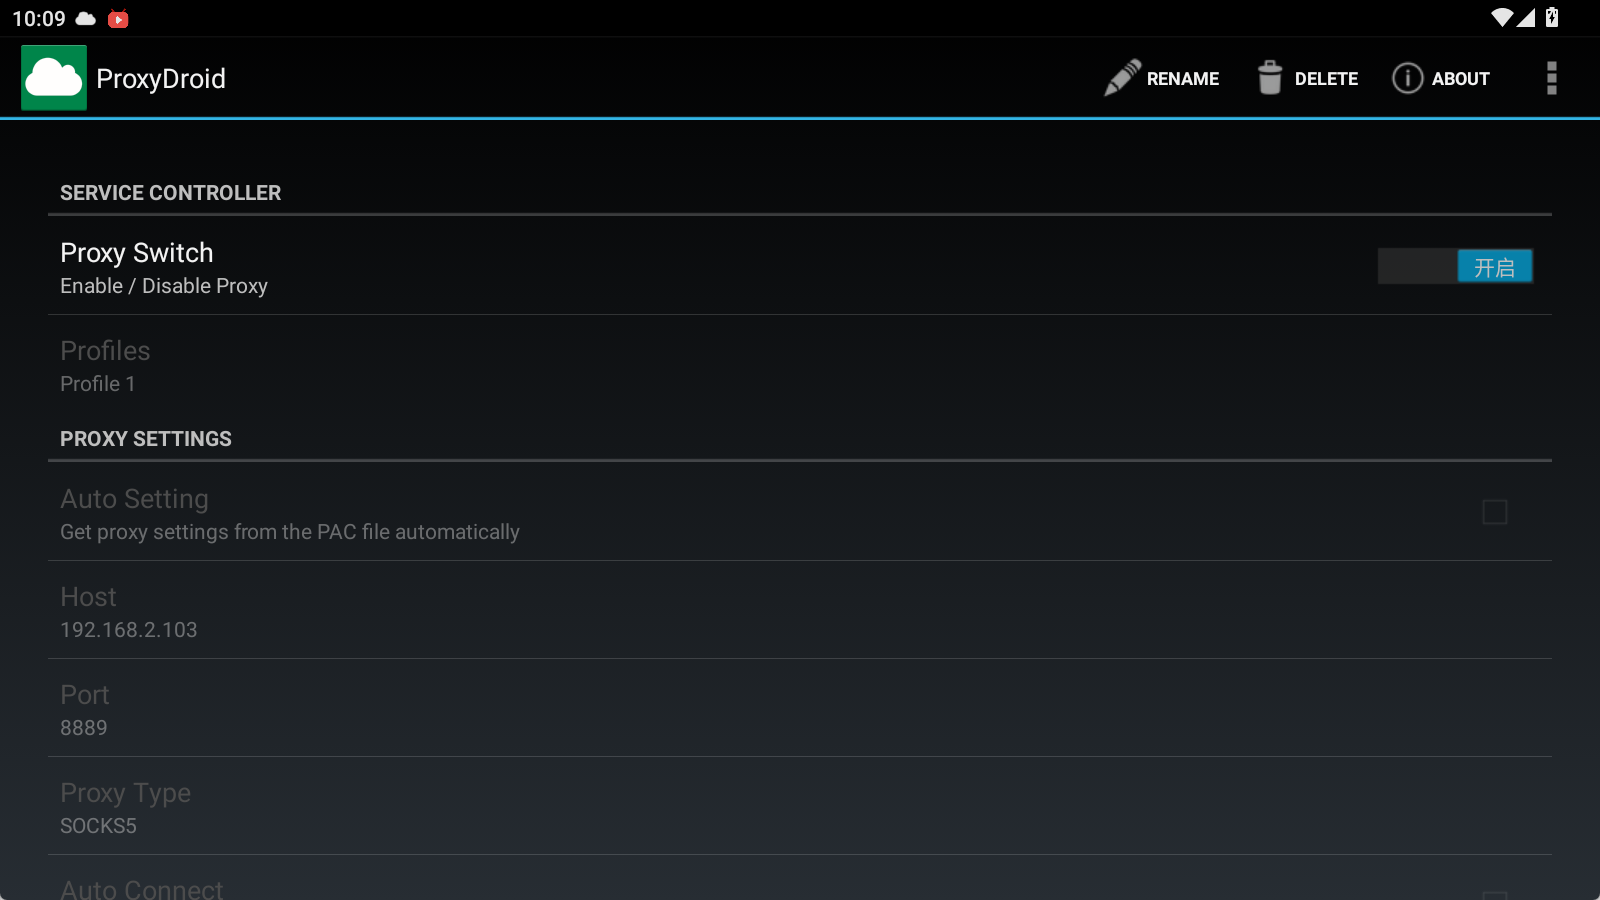 10:09
ProxyDroid
RENAME
DELETE
ABOUT
SERVICE CONTROLLER
Proxy Switch
Enable / Disable Proxy
开启
Profiles
Profile 1
PROXY SETTINGS
Auto Setting
Get proxy settings from the PAC file automatically
Host
192.168.2.103
Port
8889
Proxy Type
SOCKS5
Auto Connect